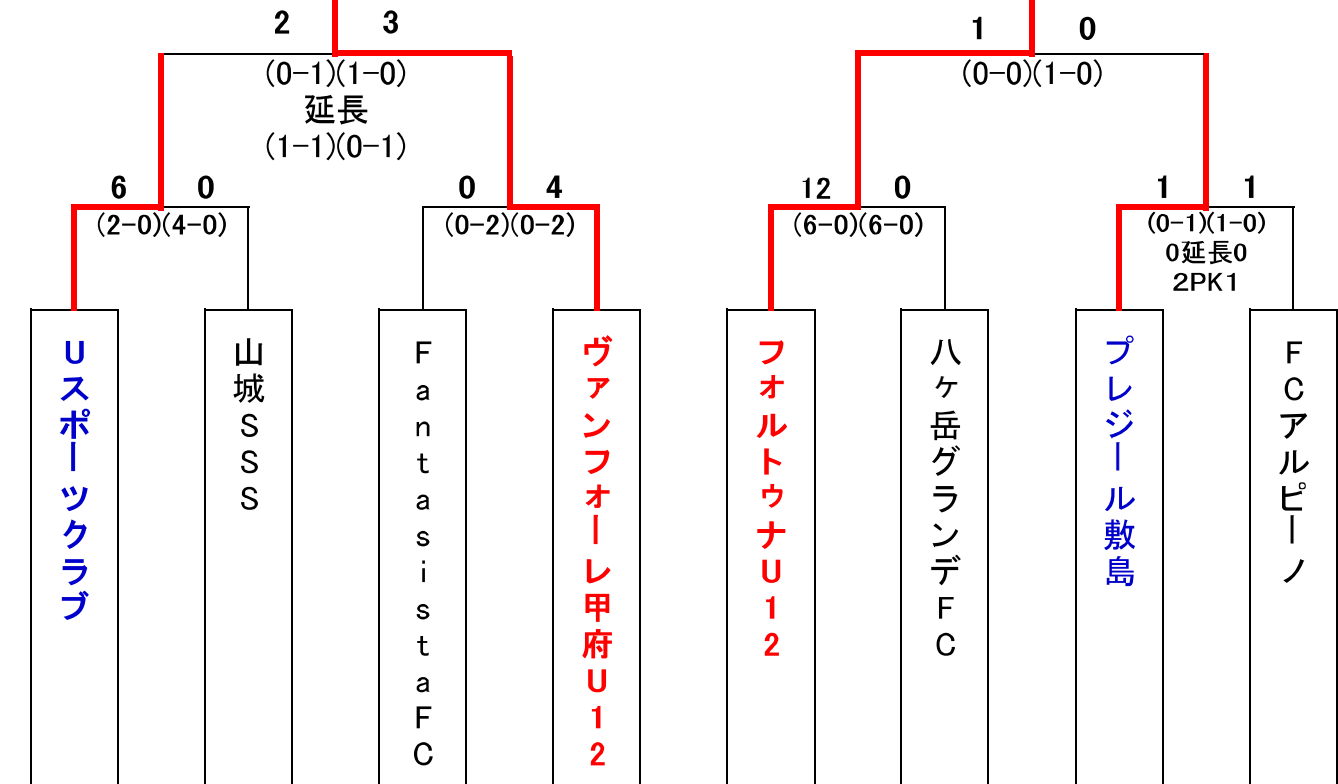 2 3
(0-1)(1-0)
延長
(1-1)(0-1)
1 0
(0-0)(1-0)
6 0
(2-0)(4-0)
0 4
(0-2)(0-2)
12 0
(6-0)(6-0)
1 1
(0-1)(1-0)
0延長0
2PK1
Uスポーツクラブ
山城SSS
FantasistaFC
ヴァンフォーレ甲府U12
フォルトゥナU12
八ヶ岳グランデFC
プレジール敷島
FCアルピーノ